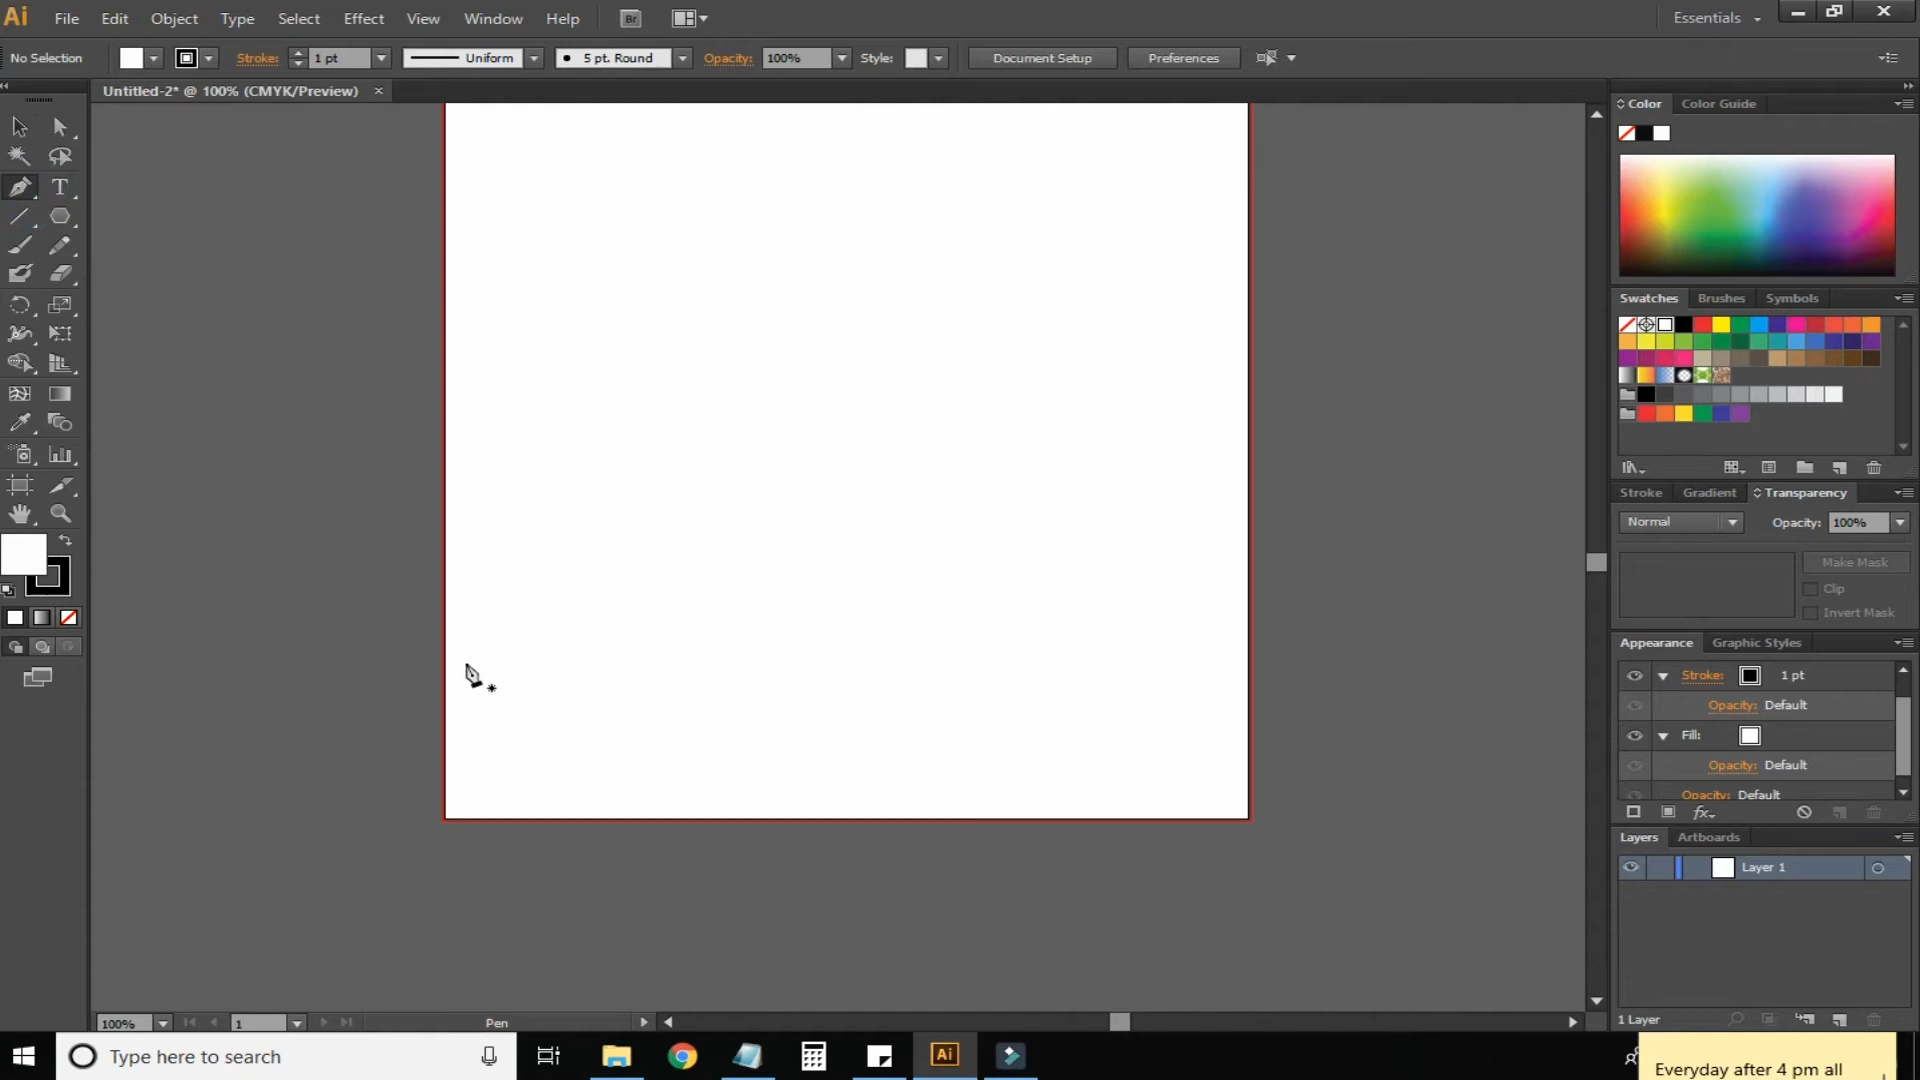 Ai File Edit Object Type Select Effect View Window Help Br Essentials
No Selection Stroke: 1 pt Uniform 5 pt. Round Opacity: 100% Style: Document Setup Preferences
Untitled-2* @ 100% (CMYK/Preview)
Color Color Guide
T
Swatches Brushes Symbols
Stroke Gradient Transparency
Normal Opacity: 100%
Make Mask
Clip
Invert Mask
Appearance Graphic Styles
Stroke: 1 pt
Opacity: Default
Fill:
Opacity: Default
Opacity: Default
fx
Layers Artboards
Layer 1
100% 1 Pen 1 Layer
Type here to search Ai
Everyday after 4 pm all